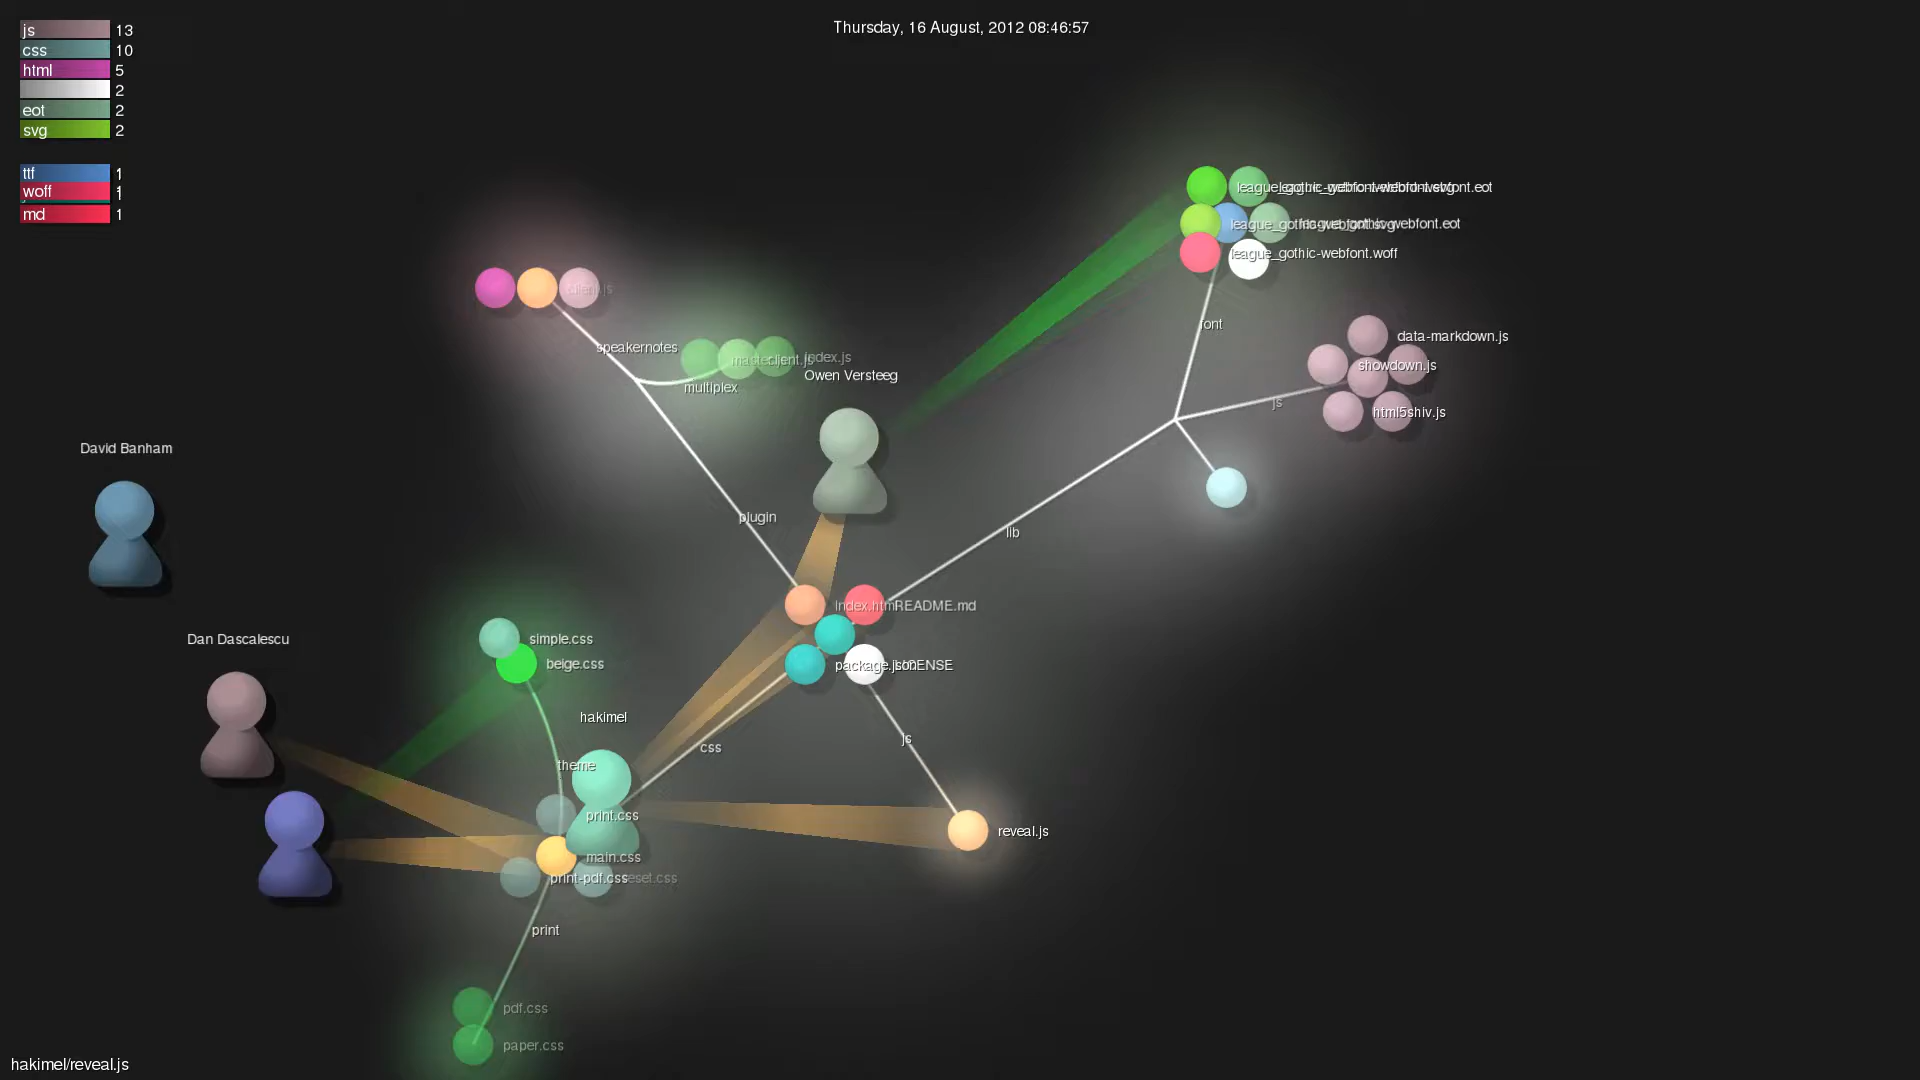 Thursday, 16 August, 2012 08:46:57
js 13
css 10
html 5
2
eot 2
svg 2
ttf 1
woff 1
md 1
league_gothic-webfont.woff
font
data-markdown.js
showdown.js
html5shiv.js
js
speakernotes
multiplex
index.js
Owen Versteeg
David Banham
plugin
lib
README.md
package.json
LICENSE
simple.css
beige.css
Dan Dascalescu
hakimel
css
js
theme
print.css
reveal.js
main.css
print-pdf.css
print
pdf.css
paper.css
hakimel/reveal.js